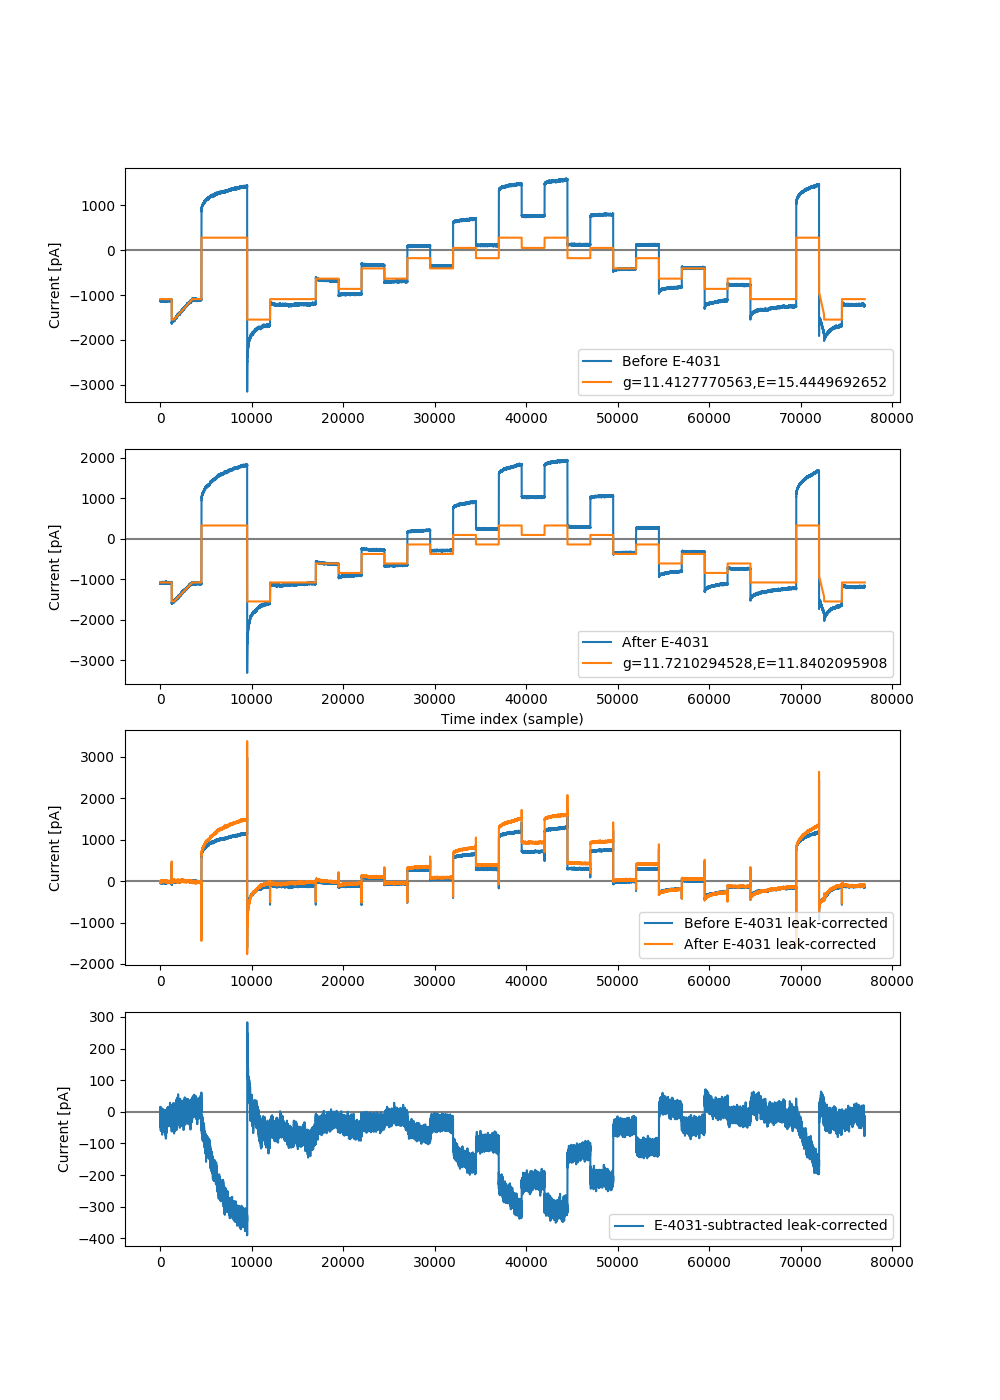 Current [pA]
1000
0
−1000
−2000
−3000
Before E-4031
g=11.4127770563,E=15.4449692652
0 10000 20000 30000 40000 50000 60000 70000 80000
Current [pA]
2000
1000
0
−1000
−2000
−3000
After E-4031
g=11.7210294528,E=11.8402095908
0 10000 20000 30000 40000 50000 60000 70000 80000
Time index (sample)
Current [pA]
3000
2000
1000
0
−1000
−2000
Before E-4031 leak-corrected
After E-4031 leak-corrected
0 10000 20000 30000 40000 50000 60000 70000 80000
Current [pA]
300
200
100
0
−100
−200
−300
−400
E-4031-subtracted leak-corrected
0 10000 20000 30000 40000 50000 60000 70000 80000